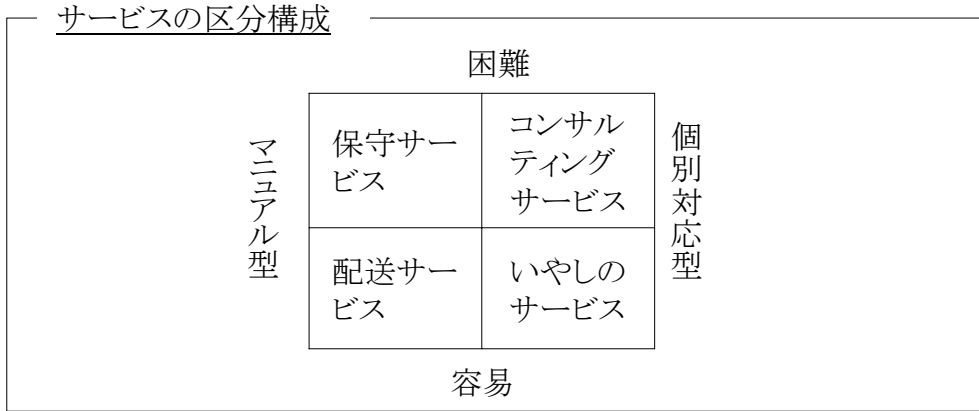 サービスの区分構成
困難
マニュアル型
保守サー
ビス
コンサル
ティング
サービス
個別対応型
配送サー
ビス
いやしの
サービス
容易